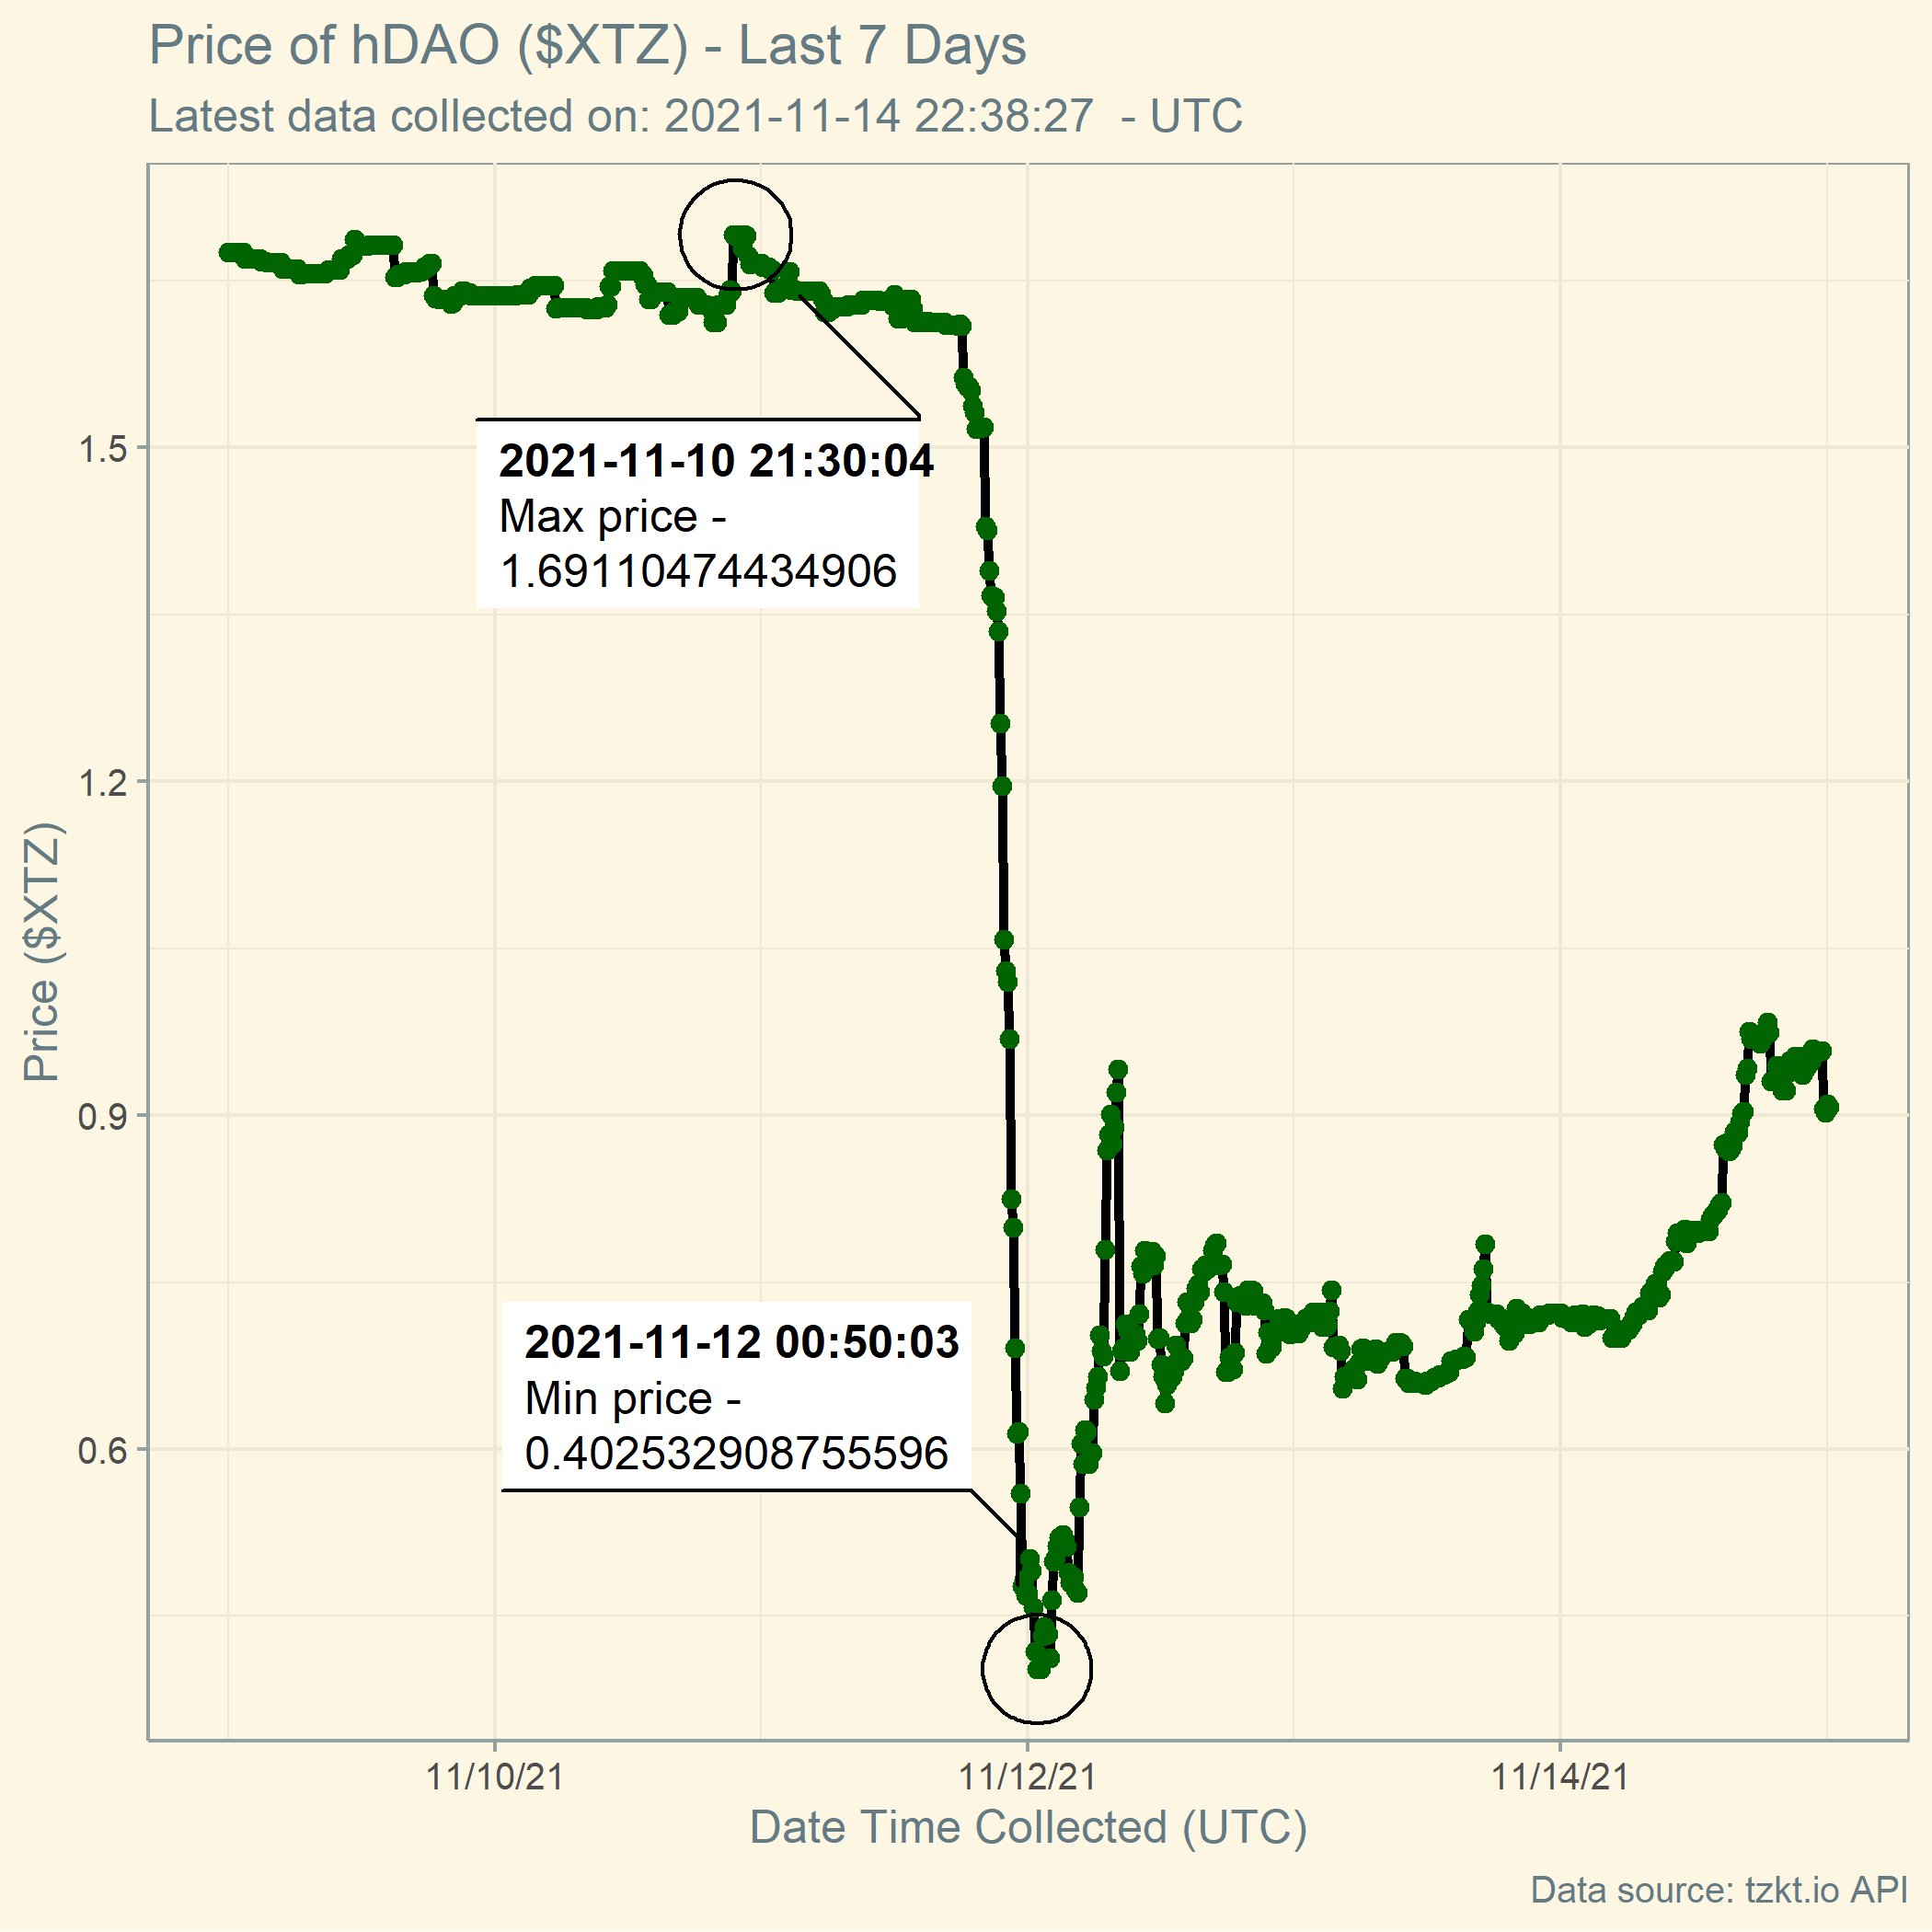 Price of hDAO ($XTZ) - Last 7 Days
Latest data collected on: 2021-11-14 22:38:27  - UTC
Price ($XTZ)
1.5
1.2
0.9
0.6
2021-11-10 21:30:04
Max price -
1.69110474434906
2021-11-12 00:50:03
Min price -
0.402532908755596
11/10/21
11/12/21
11/14/21
Date Time Collected (UTC)
Data source: tzkt.io API